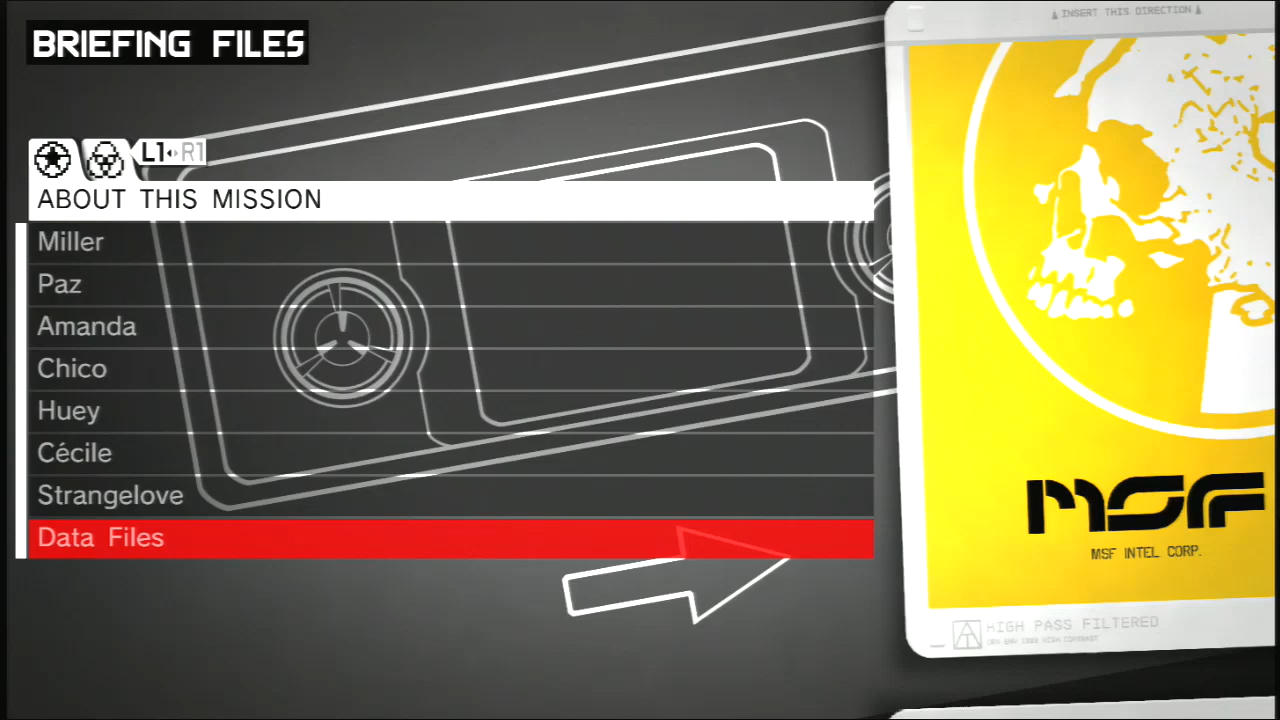 BRIEFING FILES
INSERT THIS DIRECTION
L1 R1
ABOUT THIS MISSION
Miller
Paz
Amanda
Chico
Huey
Cécile
Strangelove
Data Files
MSF
MSF INTEL CORP.
HIGH PASS FILTERED